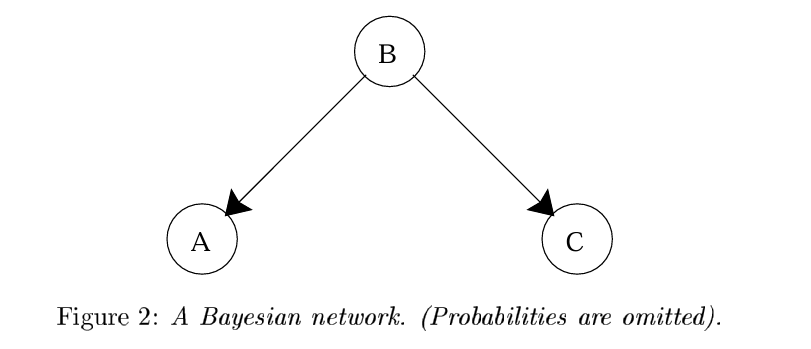 B
A
C
Figure 2: A Bayesian network. (Probabilities are omitted).